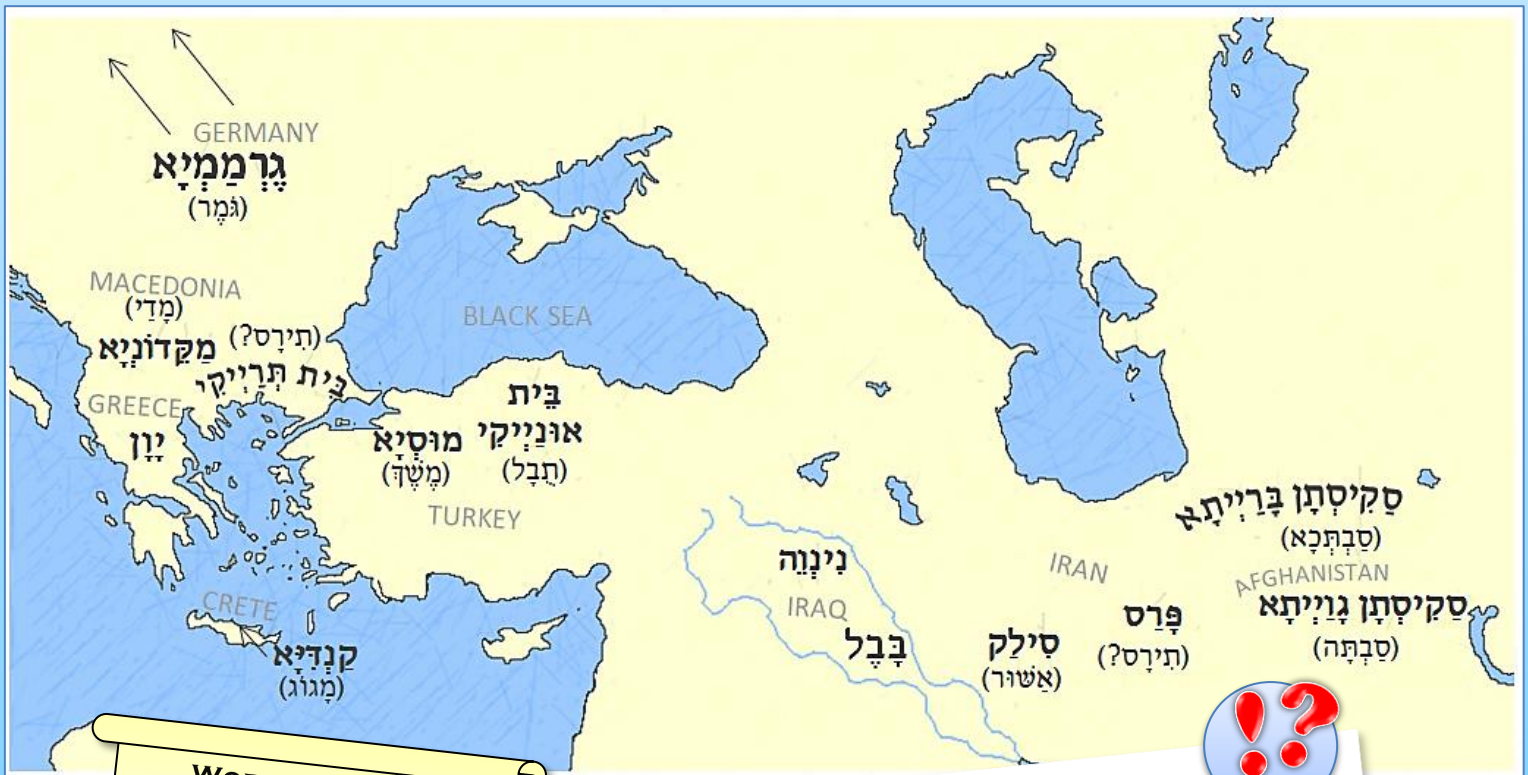 GERMANY
גֶרְמַמְיָא
(גֹּמֶר)
MACEDONIA
(מָדַי)
מַקֵּדוֹנְיָא
(תִירָס?)
בֵּית תְּרַיְיקִי
GREECE
יָוָן
BLACK SEA
בֵּית
אוּנַיְיקִי
(תֻבָל)
מוּסְיָא
(מֶשֶׁךְ)
TURKEY
CRETE
קַנְדִּיָּא
(מָגוֹג)
נִינְוֵה
IRAQ
בָּבֶל
סִילַק
(אַשּׁוּר)
IRAN
פָּרַס
(תִירָס?)
סַקִיסְתָן בָּרַיְיתָא
(סַבְתְּכָא)
AFGHANISTAN
סַקִיסְתָן גָוַיְיתָא
(סַבְתָּה)
!?